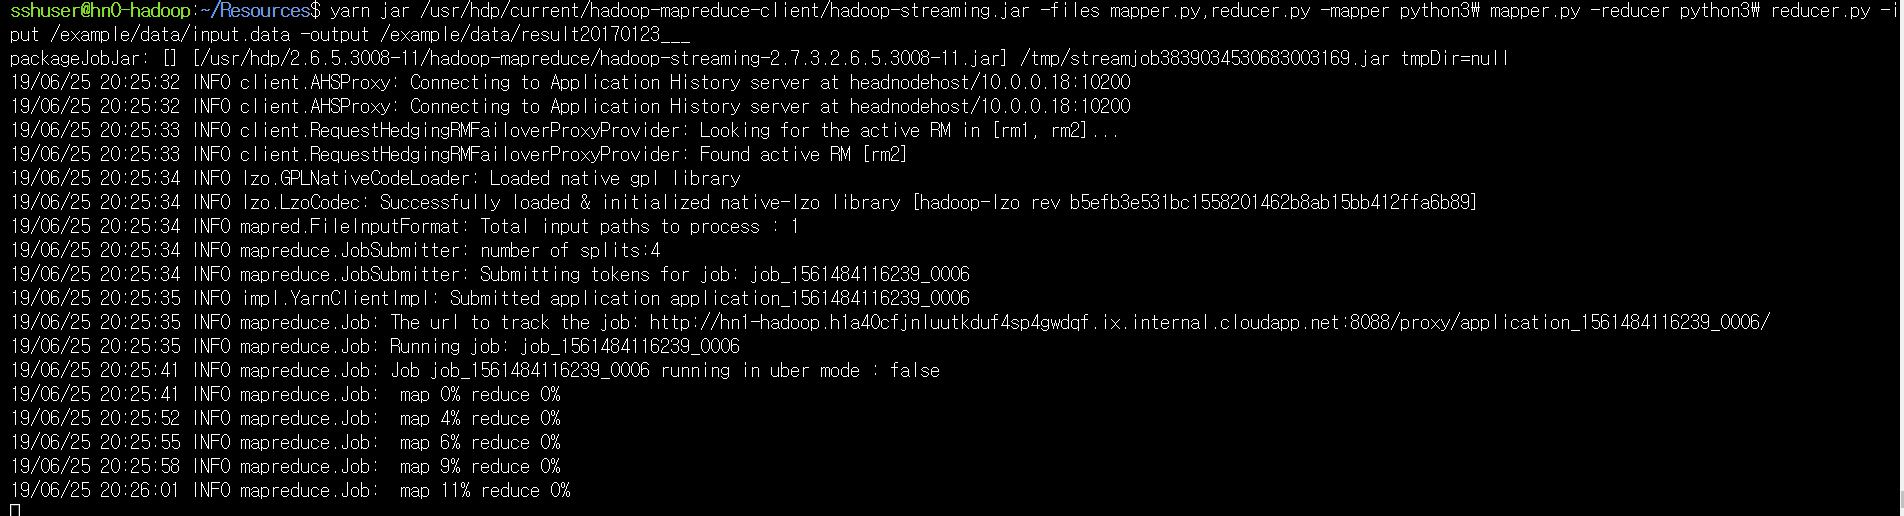 sshuser@hn0-hadoop:~/Resources$ yarn jar /usr/hdp/current/hadoop-mapreduce-client/hadoop-streaming.jar -files mapper.py,reducer.py -mapper python3₩ mapper.py -reducer python3₩ reducer.py -i
put /example/data/input.data -output /example/data/result20170123___
packageJobJar: [] [/usr/hdp/2.6.5.3008-11/hadoop-mapreduce/hadoop-streaming-2.7.3.2.6.5.3008-11.jar] /tmp/streamjob3839034530683003169.jar tmpDir=null
19/06/25 20:25:32 INFO client.AHSProxy: Connecting to Application History server at headnodehost/10.0.0.18:10200
19/06/25 20:25:32 INFO client.AHSProxy: Connecting to Application History server at headnodehost/10.0.0.18:10200
19/06/25 20:25:33 INFO client.RequestHedgingRMFailoverProxyProvider: Looking for the active RM in [rm1, rm2]...
19/06/25 20:25:33 INFO client.RequestHedgingRMFailoverProxyProvider: Found active RM [rm2]
19/06/25 20:25:34 INFO lzo.GPLNativeCodeLoader: Loaded native gpl library
19/06/25 20:25:34 INFO lzo.LzoCodec: Successfully loaded & initialized native-lzo library [hadoop-lzo rev b5efb3e531bc1558201462b8ab15bb412ffa6b89]
19/06/25 20:25:34 INFO mapred.FileInputFormat: Total input paths to process : 1
19/06/25 20:25:34 INFO mapreduce.JobSubmitter: number of splits:4
19/06/25 20:25:34 INFO mapreduce.JobSubmitter: Submitting tokens for job: job_1561484116239_0006
19/06/25 20:25:35 INFO impl.YarnClientImpl: Submitted application application_1561484116239_0006
19/06/25 20:25:35 INFO mapreduce.Job: The url to track the job: http://hn1-hadoop.h1a40cfjnluutkduf4sp4gwdqf.ix.internal.cloudapp.net:8088/proxy/application_1561484116239_0006/
19/06/25 20:25:35 INFO mapreduce.Job: Running job: job_1561484116239_0006
19/06/25 20:25:41 INFO mapreduce.Job: Job job_1561484116239_0006 running in uber mode : false
19/06/25 20:25:41 INFO mapreduce.Job:  map 0% reduce 0%
19/06/25 20:25:52 INFO mapreduce.Job:  map 4% reduce 0%
19/06/25 20:25:55 INFO mapreduce.Job:  map 6% reduce 0%
19/06/25 20:25:58 INFO mapreduce.Job:  map 9% reduce 0%
19/06/25 20:26:01 INFO mapreduce.Job:  map 11% reduce 0%